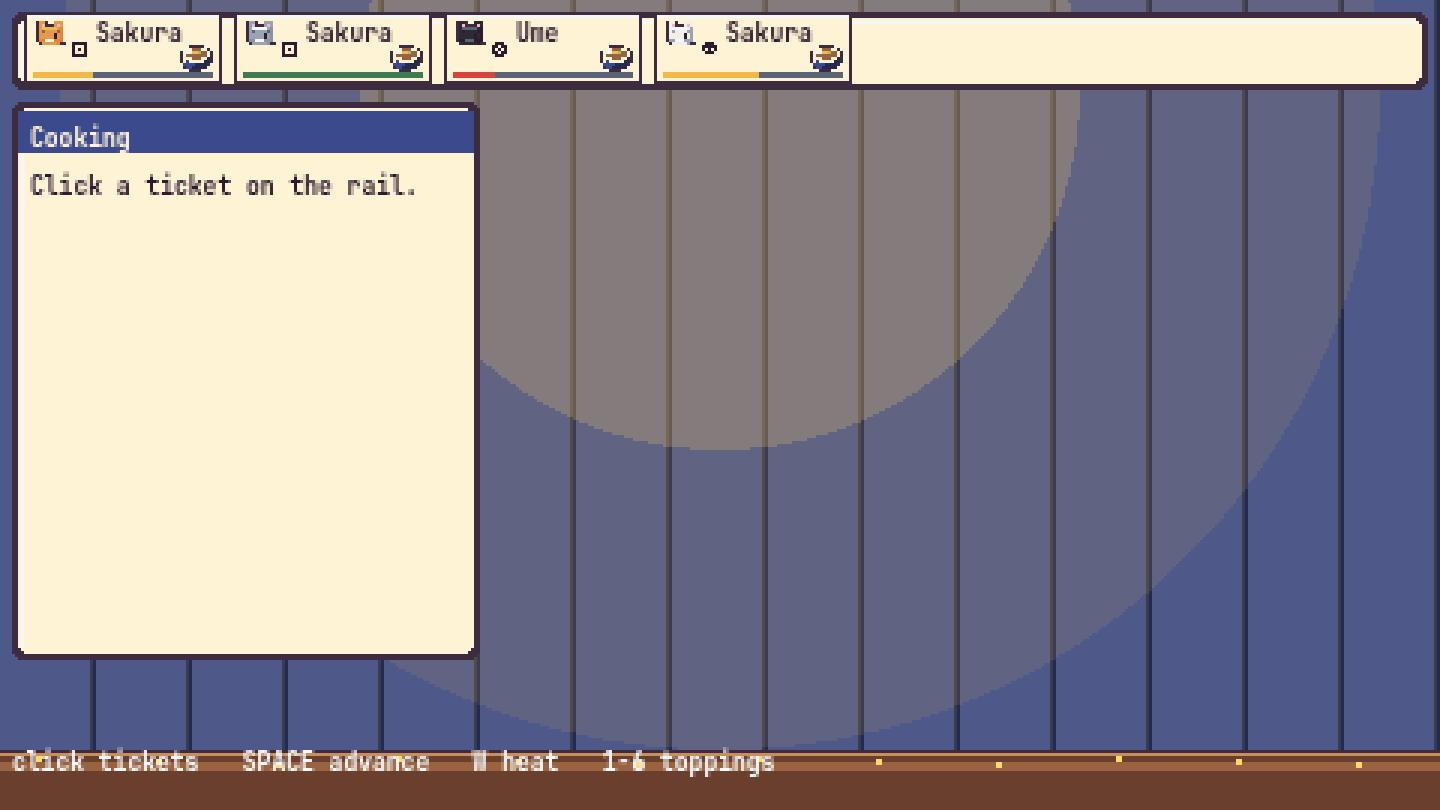 Sakura
Sakura
Ume
Sakura
Cooking
Click a ticket on the rail.
click tickets SPACE advance W heat 1-6 toppings